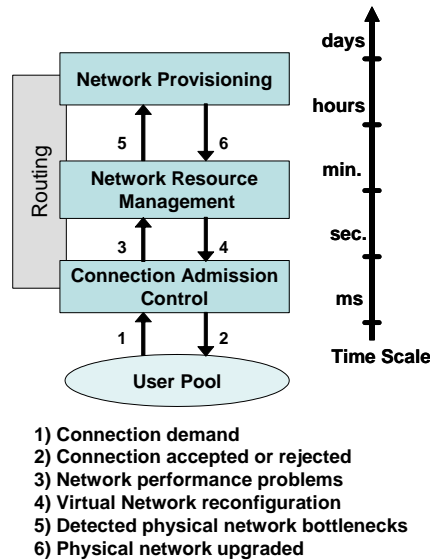 days
Network Provisioning
hours
5
6
min.
Routing
Network Resource
Management
sec.
3
4
Connection Admission
Control
ms
1
2
Time Scale
User Pool
1) Connection demand
2) Connection accepted or rejected
3) Network performance problems
4) Virtual Network reconfiguration
5) Detected physical network bottlenecks
6) Physical network upgraded